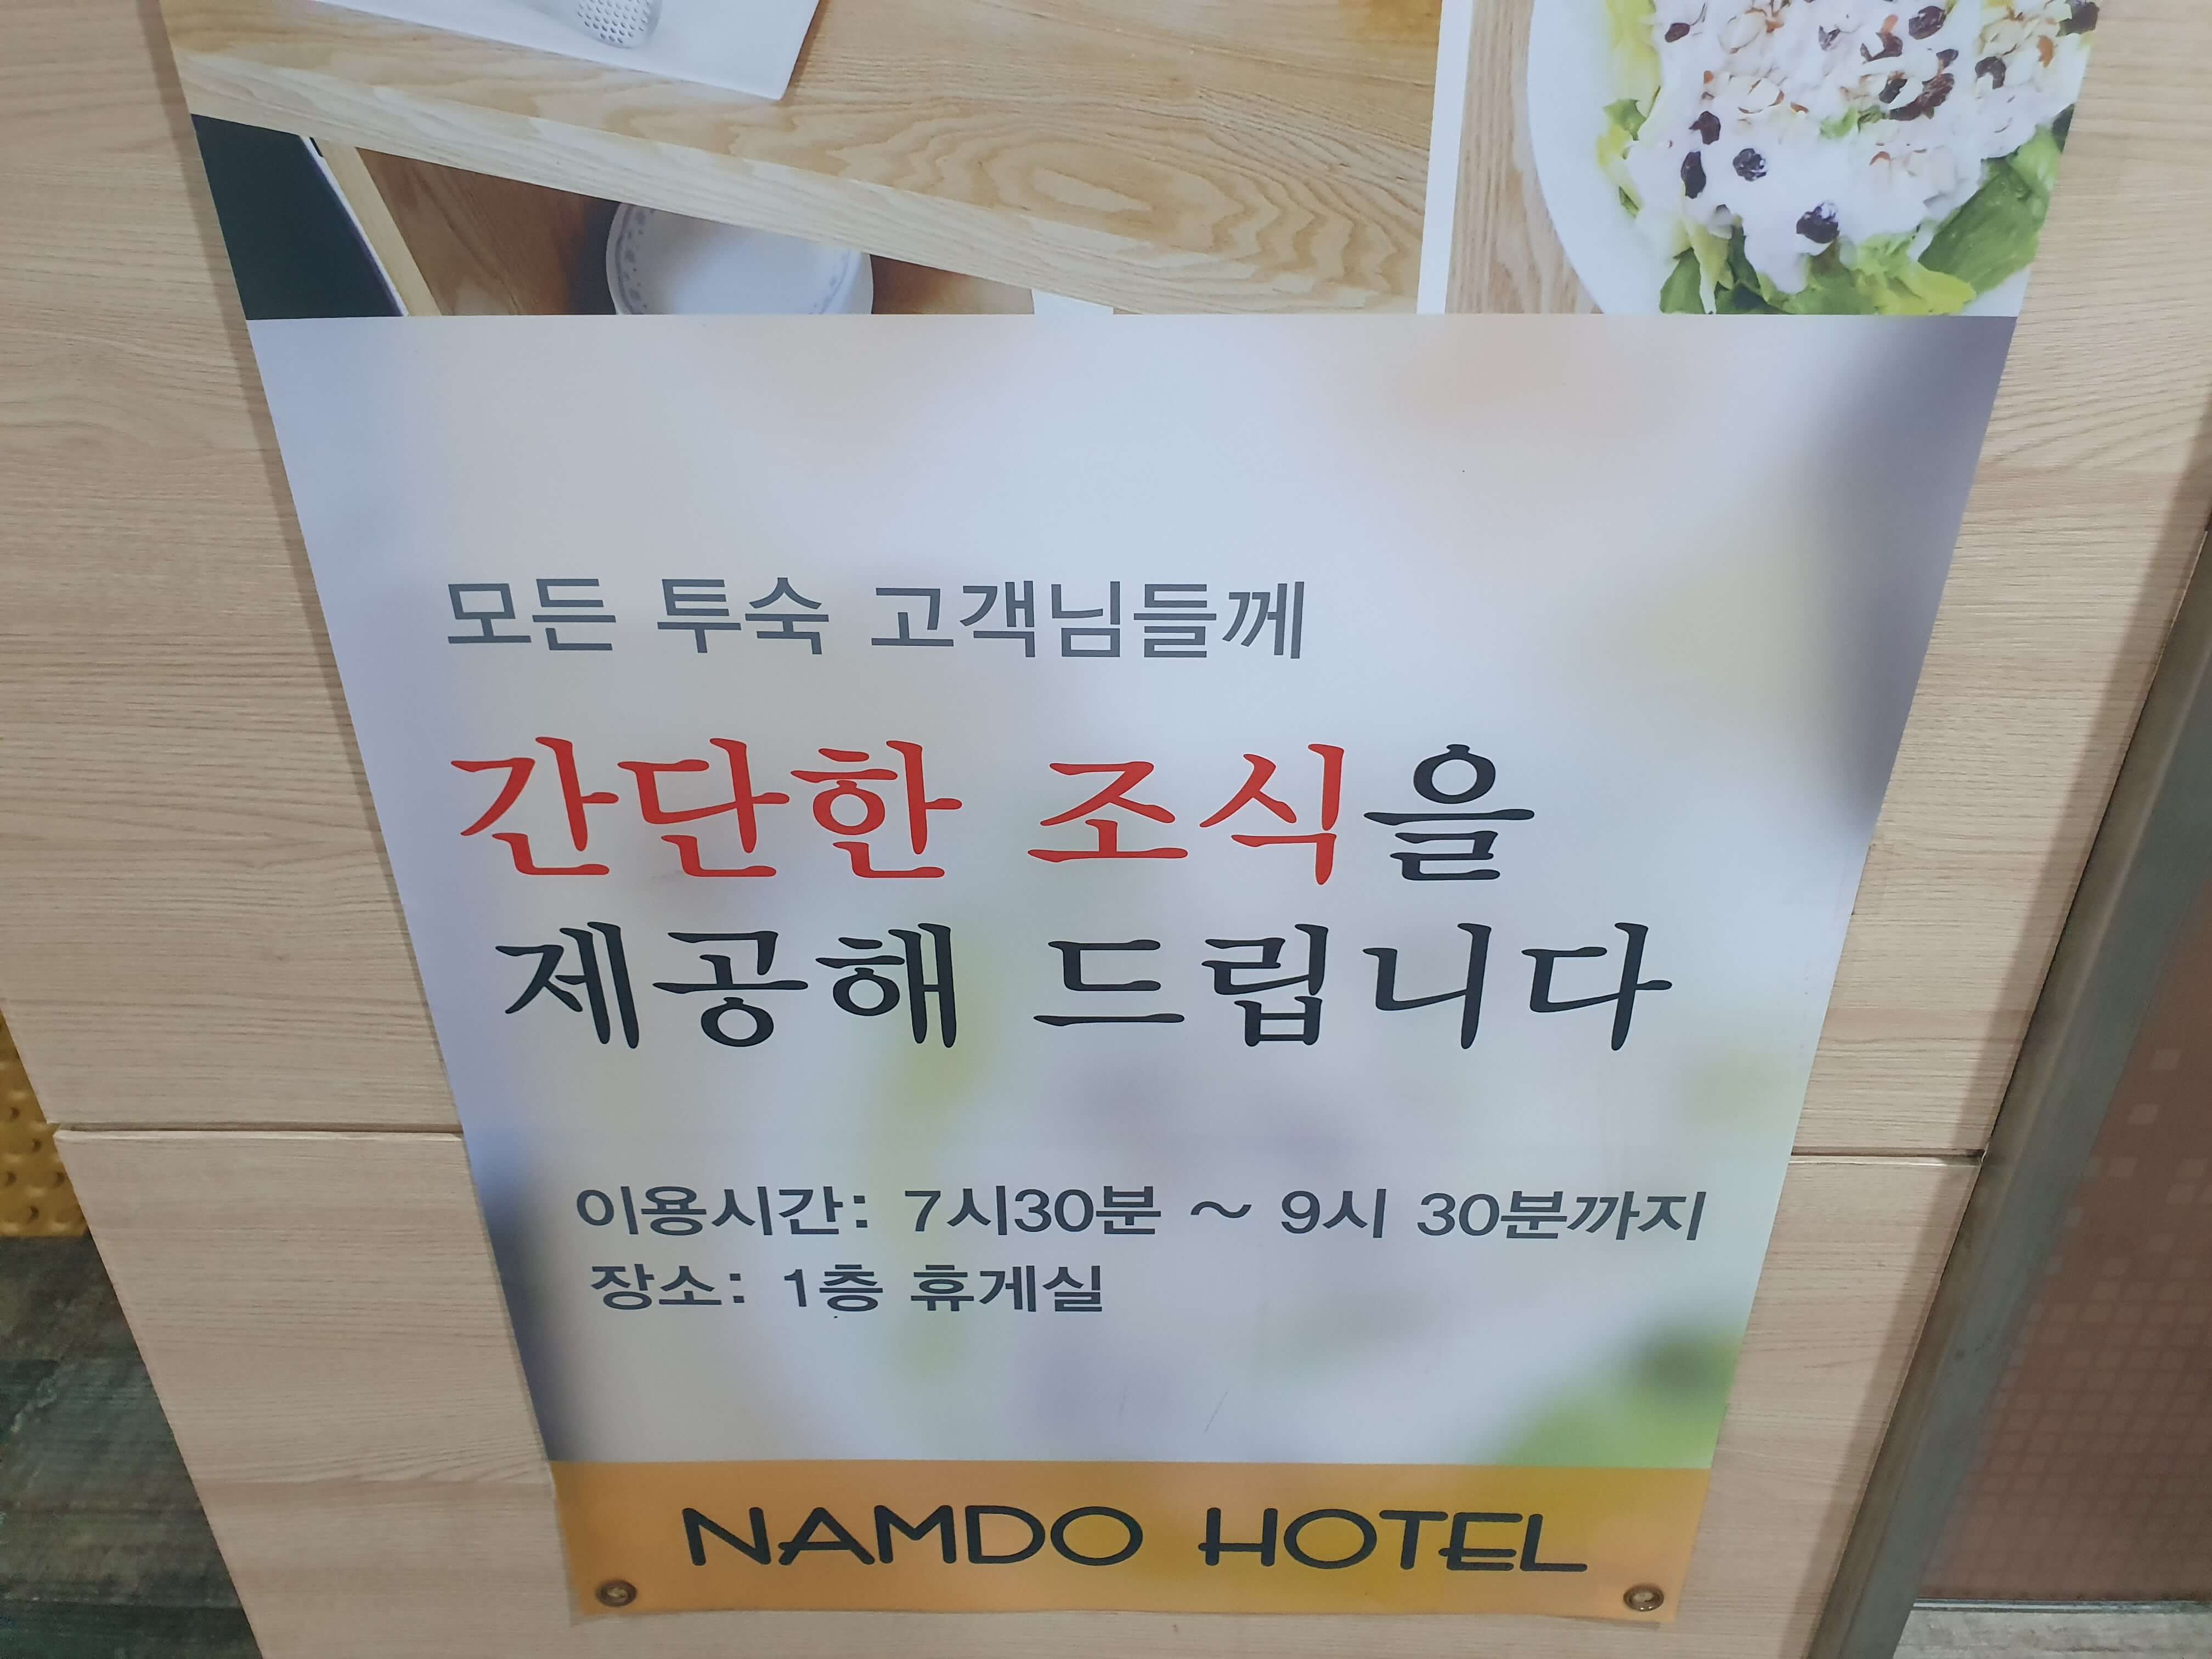 모든 투숙 고객님들께
간단한 조식을
제공해 드립니다
이용시간: 7시30분 ~ 9시 30분까지
장소: 1층 휴게실
NAMDO HOTEL